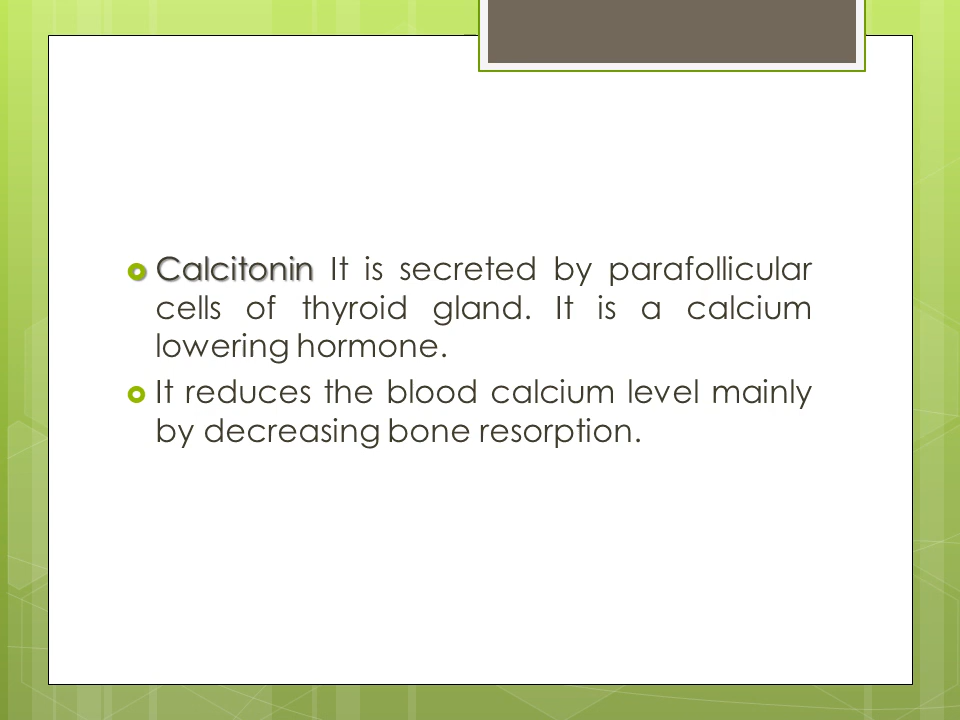 Calcitonin It is secreted by parafollicular
cells of thyroid gland. It is a calcium
lowering hormone.
It reduces the blood calcium level mainly
by decreasing bone resorption.